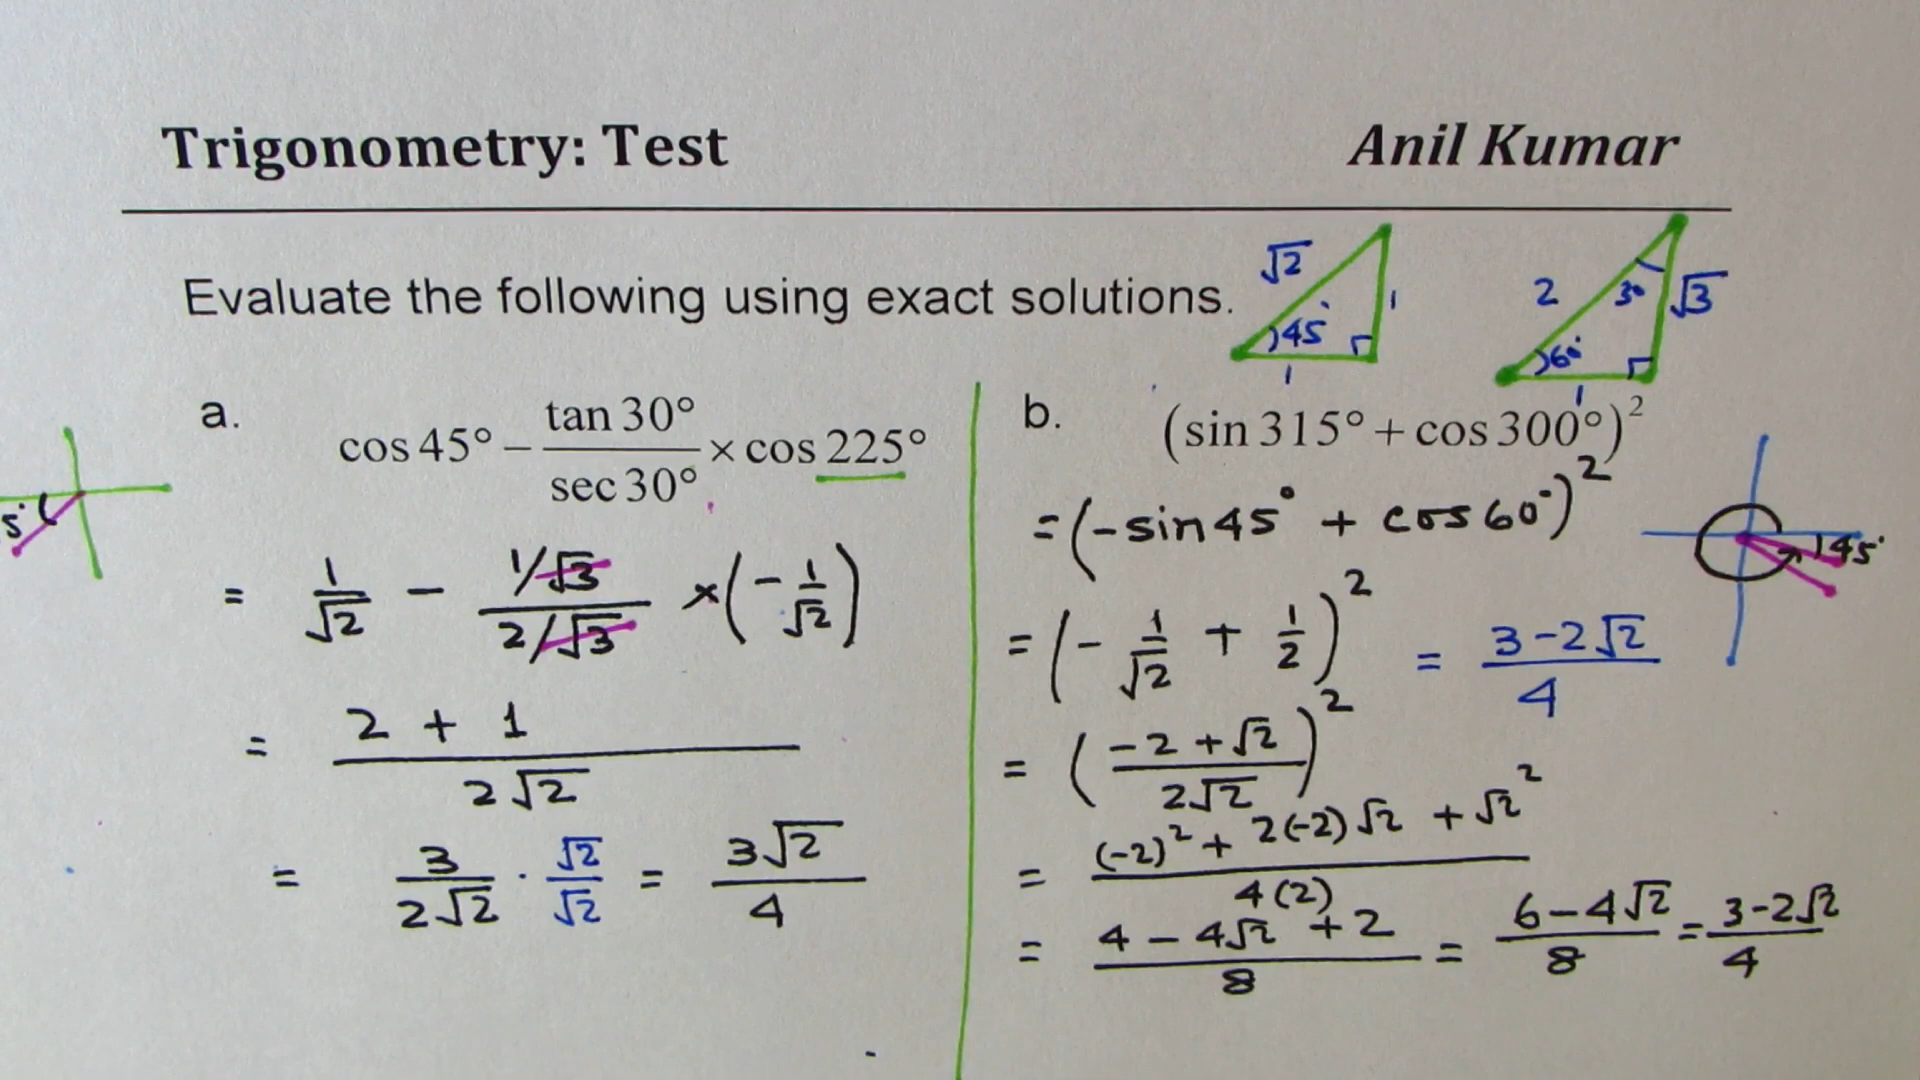 Trigonometry: Test Anil Kumar
Evaluate the following using exact solutions.
√2 45° 1 1
2 30 √3 60° 1
a. cos 45° − tan 30° / sec 30° × cos 225°
5°
= 1/√2 − (1/√3)/(2/√3) × (− 1/√2)
= (2 + 1)/(2√2)
= 3/(2√2) · √2/√2 = 3√2/4
b. (sin 315° + cos 300°)²
= (−sin 45° + cos 60°)²
45°
= (− 1/√2 + 1/2)² = (3 − 2√2)/4
= ((−2 + √2)/(2√2))²
= ((−2)² + 2(−2)√2 + √2²)/(4(2))
= (4 − 4√2 + 2)/8 = (6 − 4√2)/8 = (3 − 2√2)/4